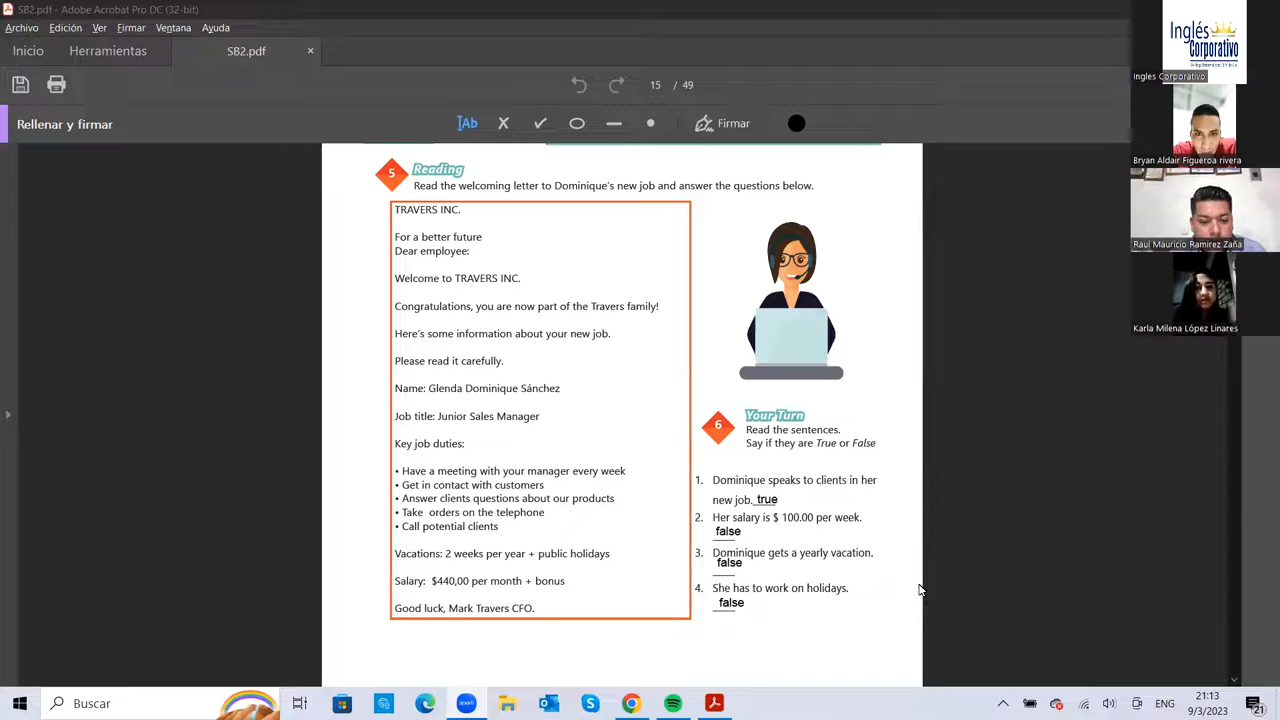 SB2.pdf - Adobe Acrobat Pro DC (32-bit)
Archivo Edición Ver Firmar Ventana Ayuda
Inicio Herramientas SB2.pdf ×
15 / 49
Rellenar y firmar
Ab
Firmar
Inglés
Corporativo
Ingles Corporativo
Bryan Aldair Figueroa rivera
Raul Mauricio Ramirez Zaña
Karla Milena López Linares
5 Reading
Read the welcoming letter to Dominique's new job and answer the questions below.
TRAVERS INC.
For a better future
Dear employee:
Welcome to TRAVERS INC.
Congratulations, you are now part of the Travers family!
Here's some information about your new job.
Please read it carefully.
Name: Glenda Dominique Sánchez
Job title: Junior Sales Manager
Key job duties:
• Have a meeting with your manager every week
• Get in contact with customers
• Answer clients questions about our products
• Take orders on the telephone
• Call potential clients
Vacations: 2 weeks per year + public holidays
Salary: $440,00 per month + bonus
Good luck, Mark Travers CFO.
6 Your Turn
Read the sentences.
Say if they are True or False
1. Dominique speaks to clients in her
new job. true
2. Her salary is $ 100.00 per week.
false
3. Dominique gets a yearly vacation.
false
4. She has to work on holidays.
false
Buscar
ENG
21:13
9/3/2023
21